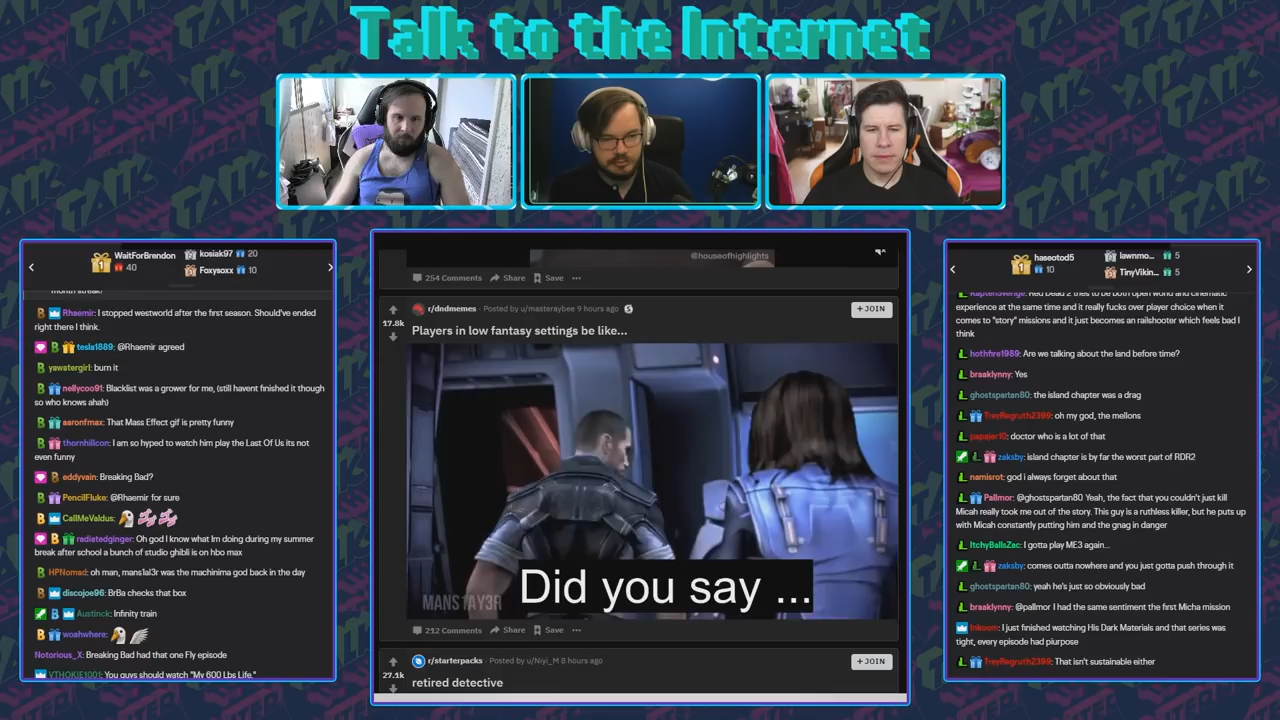 Talk to the Internet
WaitForBrendon
40
kosiak97 20
Foxysoxx 10
month streak!
Rhaemir: I stopped westworld after the first season. Should've ended
right there I think.
tesla1889: @Rhaemir agreed
yawatergirl: burn it
nellycoo91: Blacklist was a grower for me, (still havent finished it though
so who knows ahah)
aaronfmax: That Mass Effect gif is pretty funny
thornhillcon: I am so hyped to watch him play the Last Of Us its not
even funny
eddyvain: Breaking Bad?
PencilFluke: @Rhaemir for sure
CallMeValdus:
radiatedginger: Oh god I know what Im doing during my summer
break after school a bunch of studio ghibli is on hbo max
HPNomad: oh man, mans1al3r was the machinima god back in the day
discojoe96: BrBa checks that box
Austinck: Infinity train
woahwhere:
Notorious_X: Breaking Bad had that one Fly episode
VTHOKIE1001: You guys should watch "My 600 Lbs Life."
@houseofhighlights
254 Comments Share Save ...
r/dndmemes · Posted by u/masteraybee 9 hours ago
+ JOIN
17.8k
Players in low fantasy settings be like...
Did you say ...
MANS1AY3R
212 Comments Share Save ...
r/starterpacks · Posted by u/Niyi_M 8 hours ago
+ JOIN
27.1k
retired detective
haseotod5
10
lawnmo... 5
TinyVikin... 5
experience at the same time and it really fucks over player choice when it
comes to "story" missions and it just becomes an railshooter which feels bad I
think
hothfire1989: Are we talking about the land before time?
braaklynny: Yes
ghostspartan80: the island chapter was a drag
TreyRegruth2399: oh my god, the mellons
papajer10: doctor who is a lot of that
zaksby: island chapter is by far the worst part of RDR2
namisrot: god i always forget about that
Pallmor: @ghostspartan80 Yeah, the fact that you couldn't just kill
Micah really took me out of the story. This guy is a ruthless killer, but he puts
up with Micah constantly putting him and the gnag in danger
ItchyBallsZac: I gotta play ME3 again...
zaksby: comes outta nowhere and you just gotta push through it
ghostspartan80: yeah he's just so obviously bad
braaklynny: @pallmor I had the same sentiment the first Micha mission
Inkoorn: I just finished watching His Dark Materials and that series was
tight, every episode had piurpose
TreyRegruth2399: That isn't sustainable either